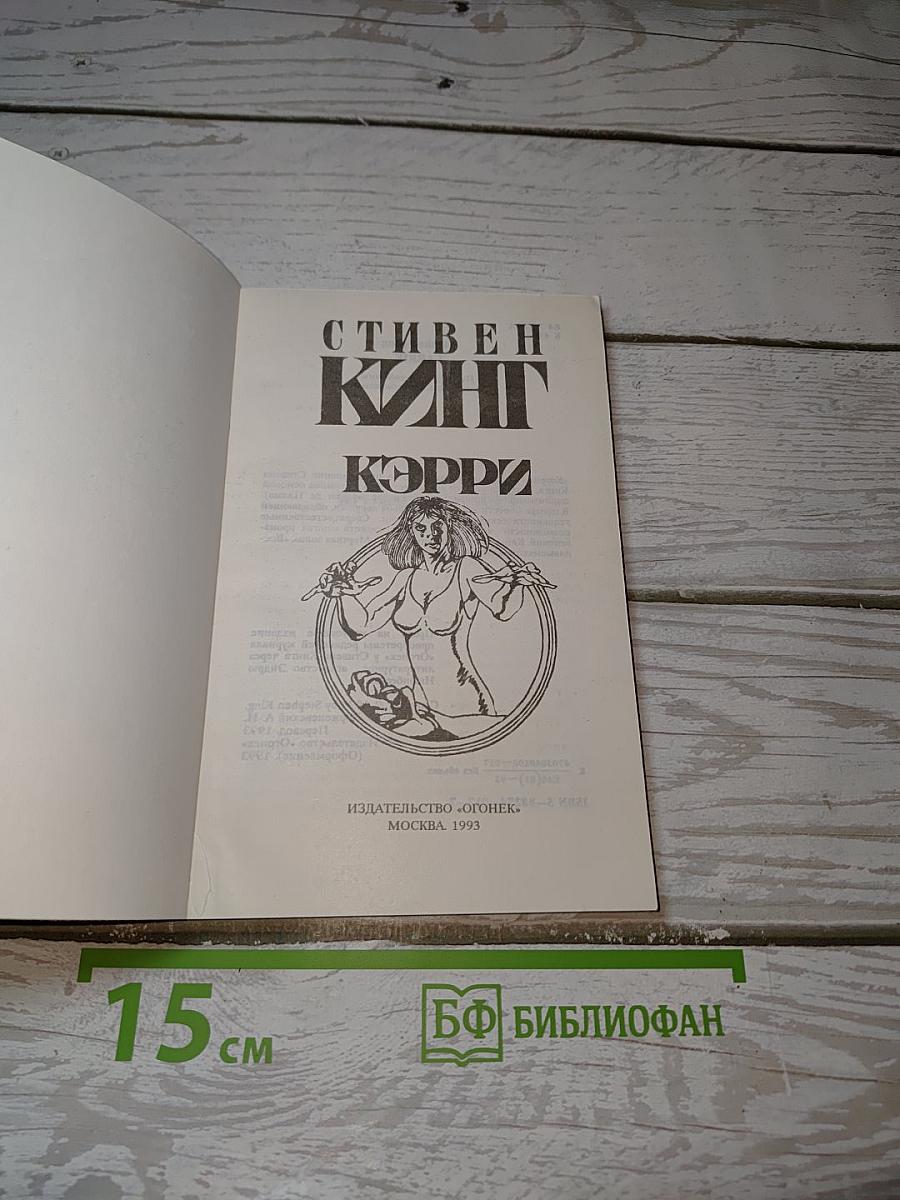 СТИВЕН
КИНГ
КЭРРИ
ИЗДАТЕЛЬСТВО «ОГОНЕК»
МОСКВА. 1993
15 см
БФ БИБЛИОФАН